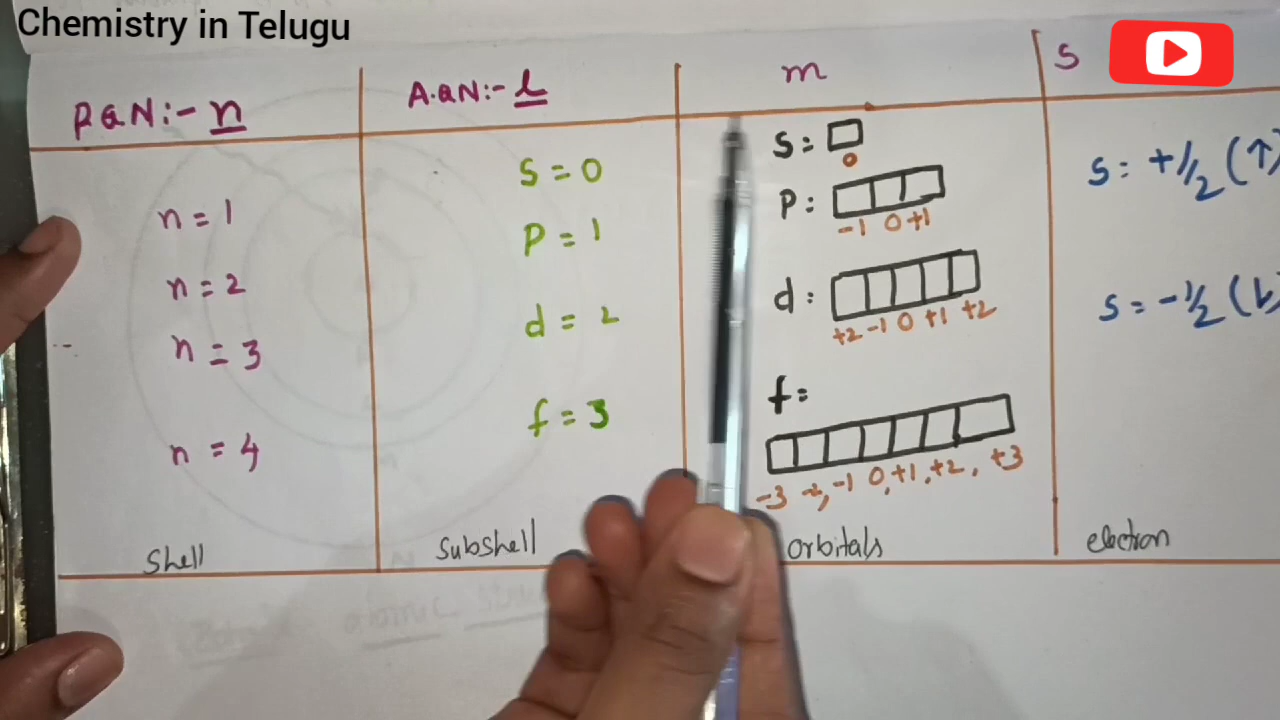 Chemistry in Telugu
P.Q.N:- n
n = 1
n = 2
n = 3
n = 4
Shell
A.QN:- l
S = 0
P = 1
d = 2
f = 3
Subshell
m
S:
0
P:
-1 0 +1
d:
+2 -1 0 +1 +2
f=
-3 -2, -1 0, +1, +2, +3
orbitals
S
S: +1/2 (↑)
S = -1/2 (
electron